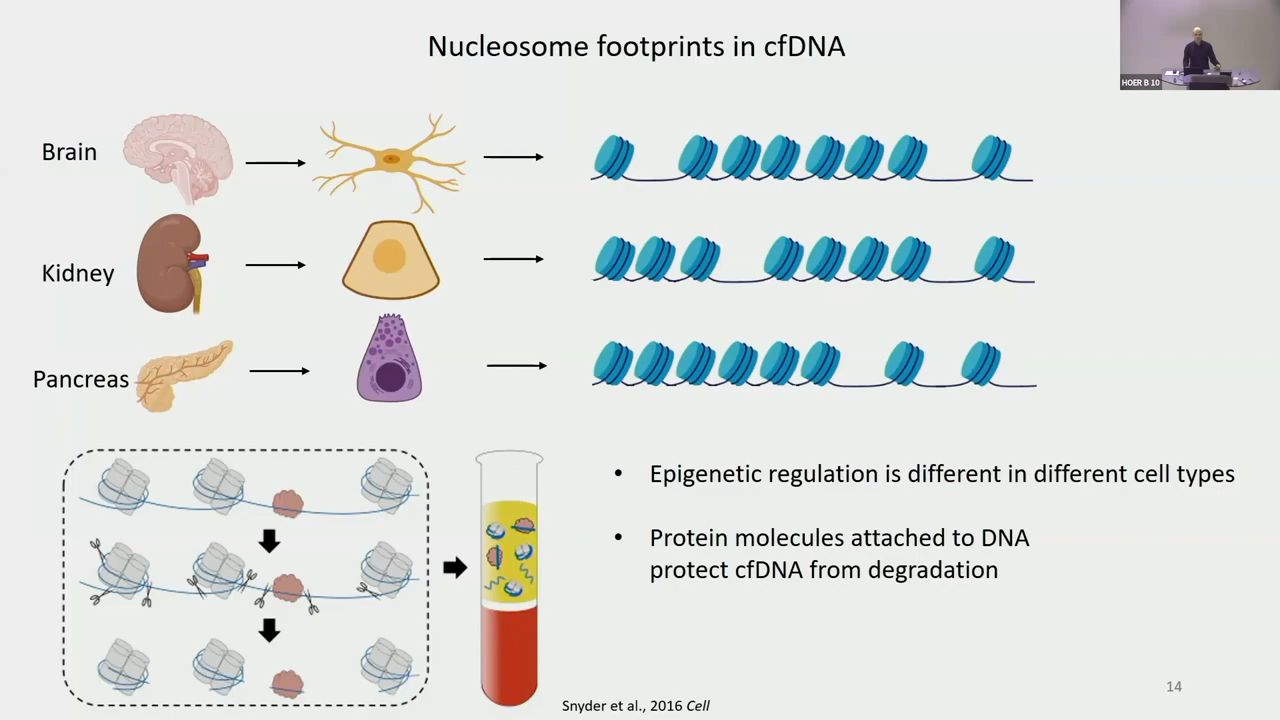 Nucleosome footprints in cfDNA
HOER B 10
Brain
Kidney
Pancreas
• Epigenetic regulation is different in different cell types
• Protein molecules attached to DNA
protect cfDNA from degradation
14
Snyder et al., 2016 Cell